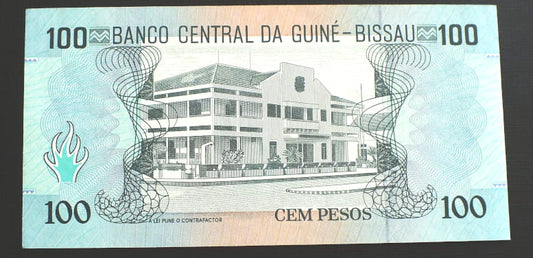 100 BANCO CENTRAL DA GUINÉ-BISSAU 100
100 A LEI PUNE O CONTRAFACTOR CEM PESOS 100